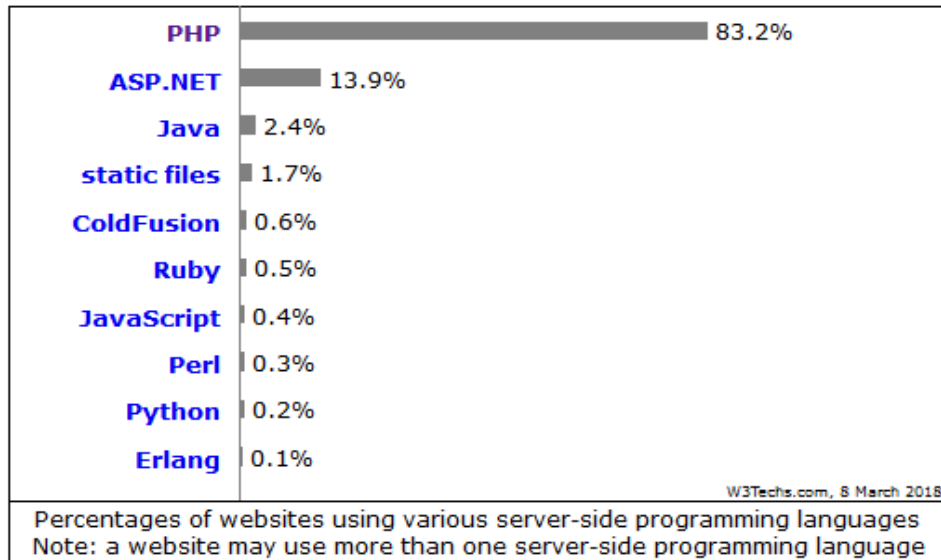 PHP 83.2%
ASP.NET 13.9%
Java 2.4%
static files 1.7%
ColdFusion 0.6%
Ruby 0.5%
JavaScript 0.4%
Perl 0.3%
Python 0.2%
Erlang 0.1%
W3Techs.com, 8 March 2018
Percentages of websites using various server-side programming languages
Note: a website may use more than one server-side programming language